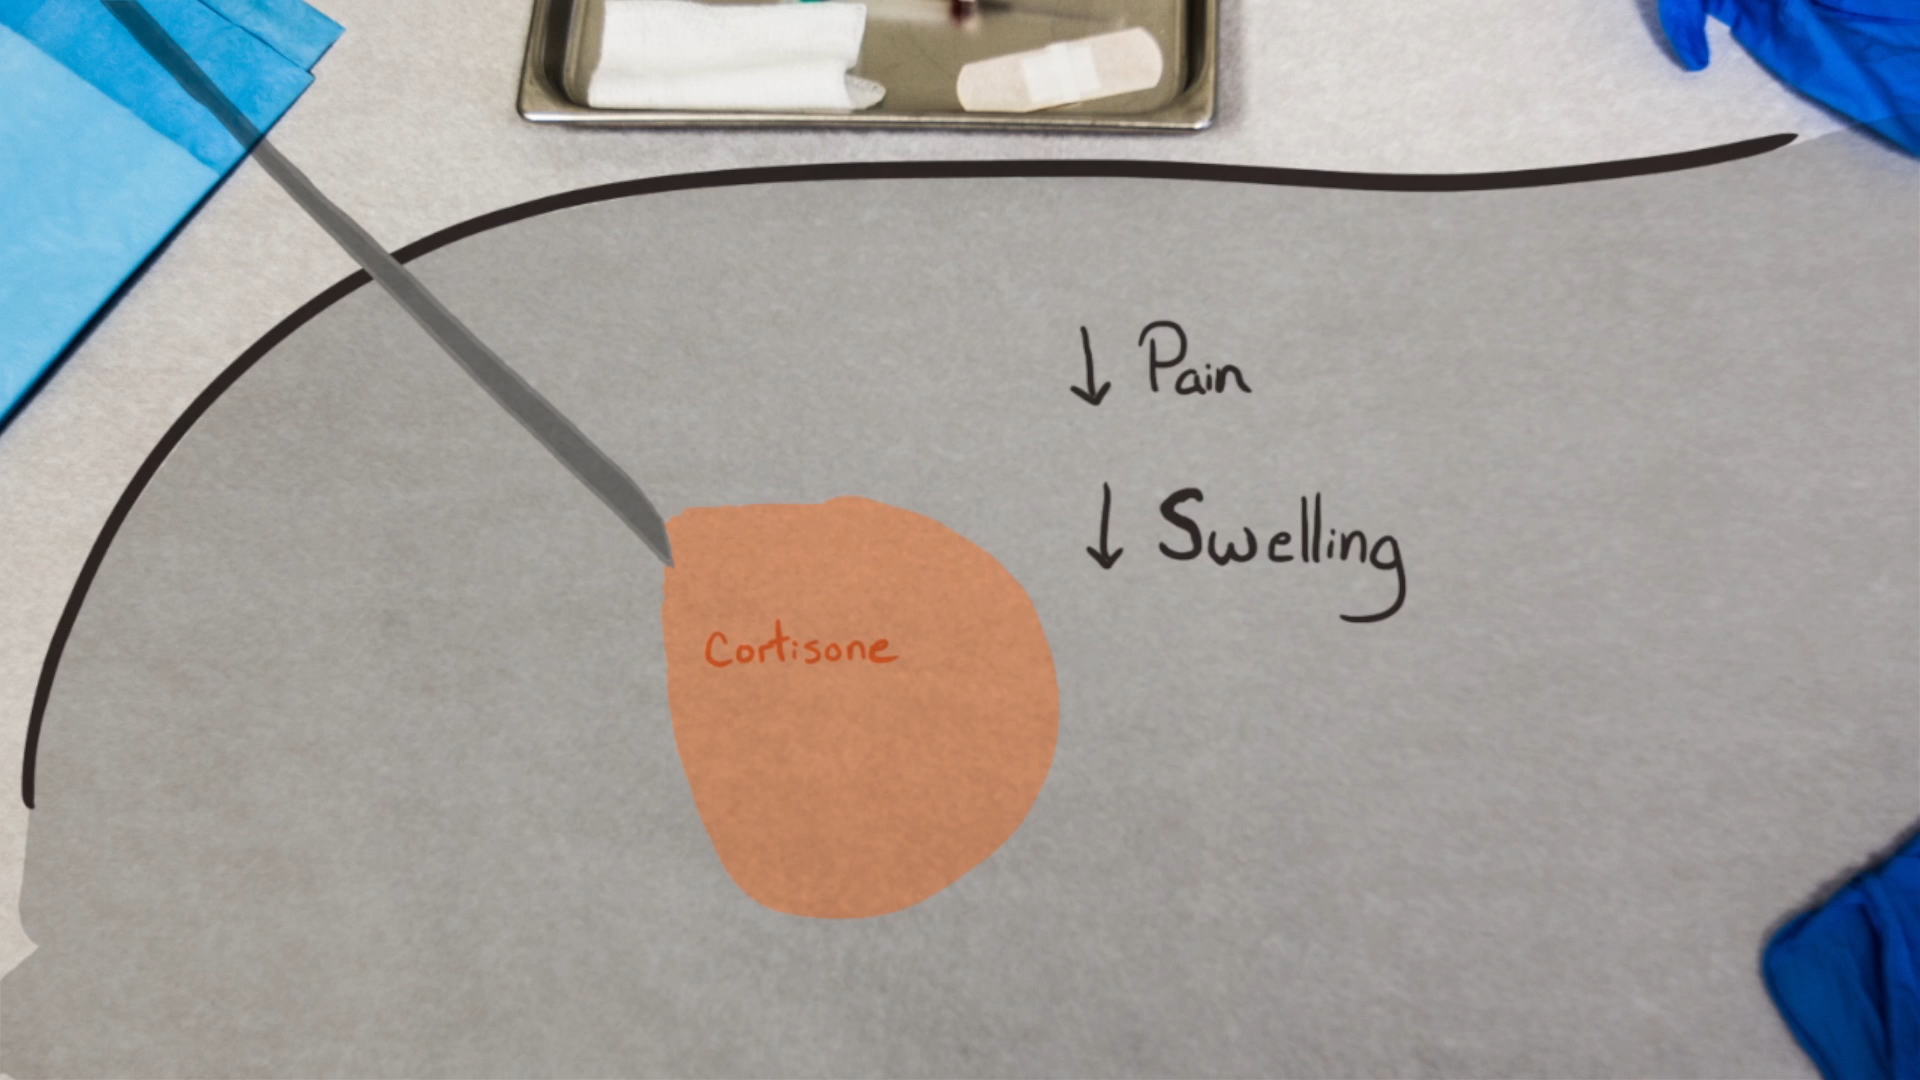 ↓ Pain
↓ Swelling
Cortisone